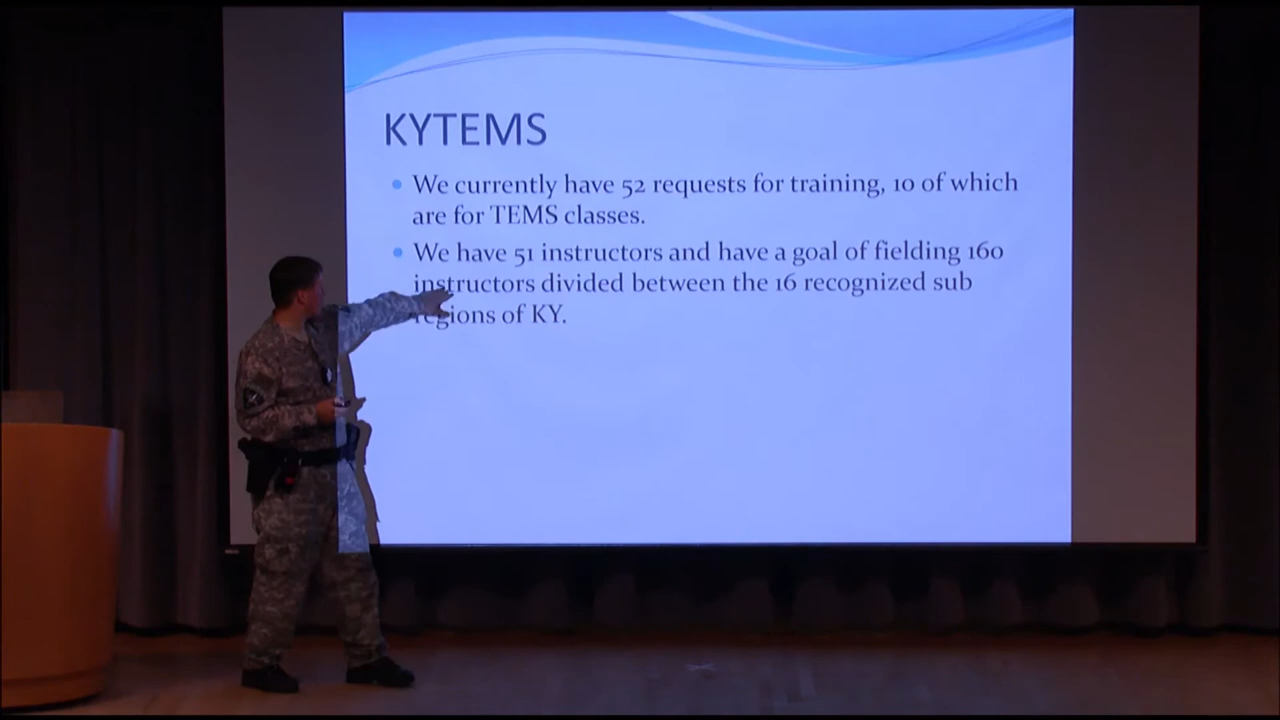 KYTEMS
We currently have 52 requests for training, 10 of which
are for TEMS classes.
We have 51 instructors and have a goal of fielding 160
instructors divided between the 16 recognized sub
regions of KY.